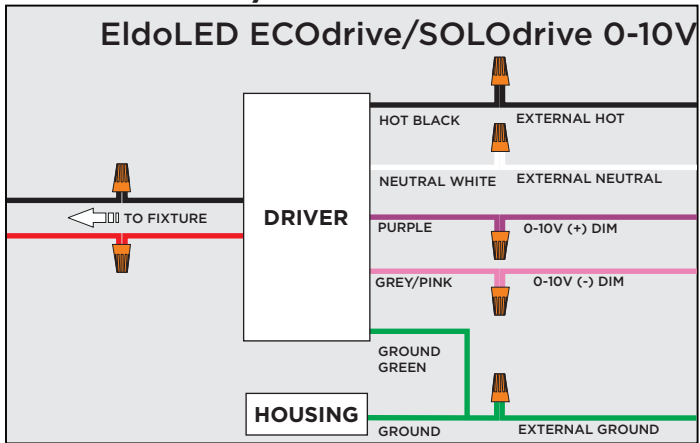 EldoLED ECOdrive/SOLOdrive 0-10V
HOT BLACK
EXTERNAL HOT
NEUTRAL WHITE
EXTERNAL NEUTRAL
TO FIXTURE
DRIVER
PURPLE
0-10V (+) DIM
GREY/PINK
0-10V (-) DIM
GROUND
GREEN
HOUSING
GROUND
EXTERNAL GROUND